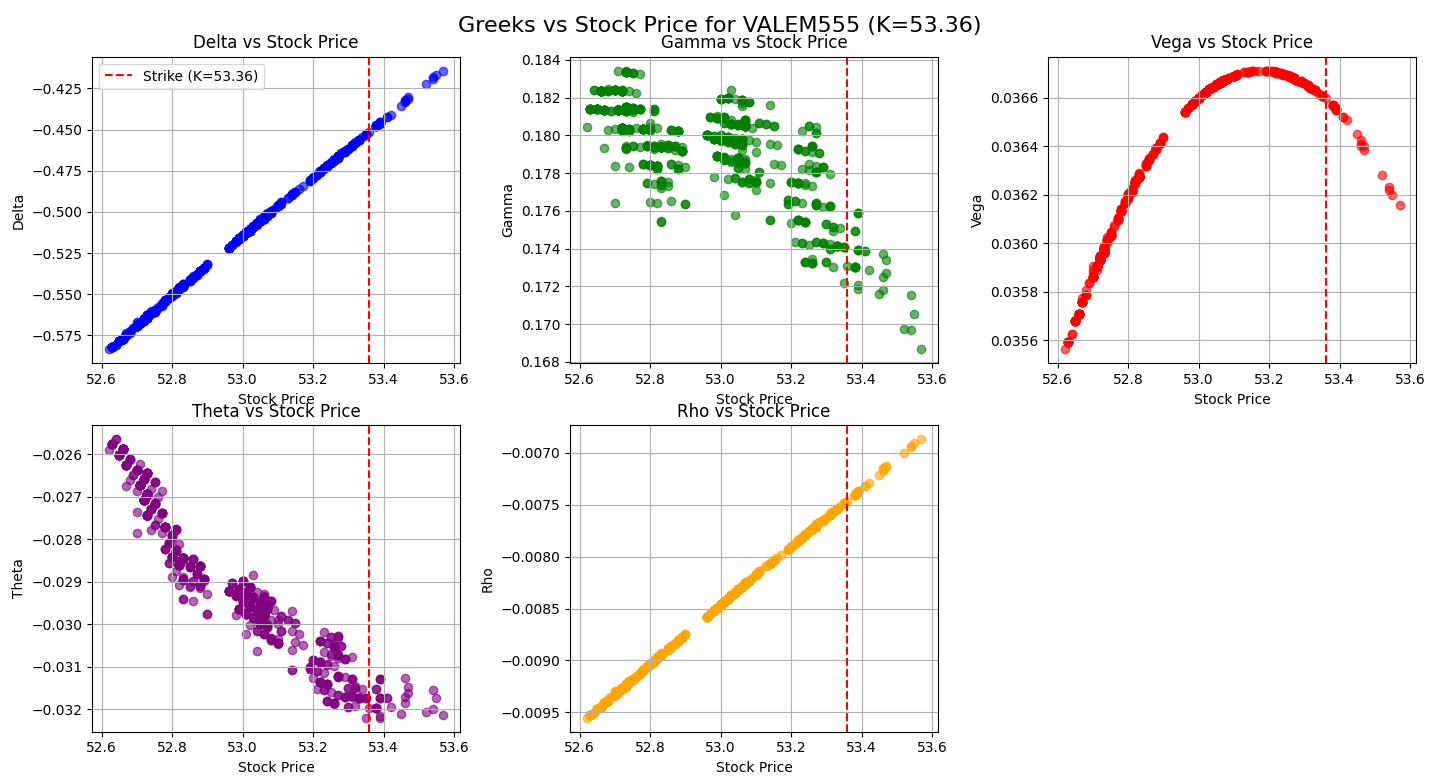 Greeks vs Stock Price for VALEM555 (K=53.36)
Delta vs Stock Price
Strike (K=53.36)
Delta
−0.425
−0.450
−0.475
−0.500
−0.525
−0.550
−0.575
52.6 52.8 53.0 53.2 53.4 53.6
Stock Price
Gamma vs Stock Price
Gamma
0.184
0.182
0.180
0.178
0.176
0.174
0.172
0.170
0.168
52.6 52.8 53.0 53.2 53.4 53.6
Stock Price
Vega vs Stock Price
Vega
0.0366
0.0364
0.0362
0.0360
0.0358
0.0356
52.6 52.8 53.0 53.2 53.4 53.6
Stock Price
Theta vs Stock Price
Theta
−0.026
−0.027
−0.028
−0.029
−0.030
−0.031
−0.032
52.6 52.8 53.0 53.2 53.4 53.6
Stock Price
Rho vs Stock Price
Rho
−0.0070
−0.0075
−0.0080
−0.0085
−0.0090
−0.0095
52.6 52.8 53.0 53.2 53.4 53.6
Stock Price